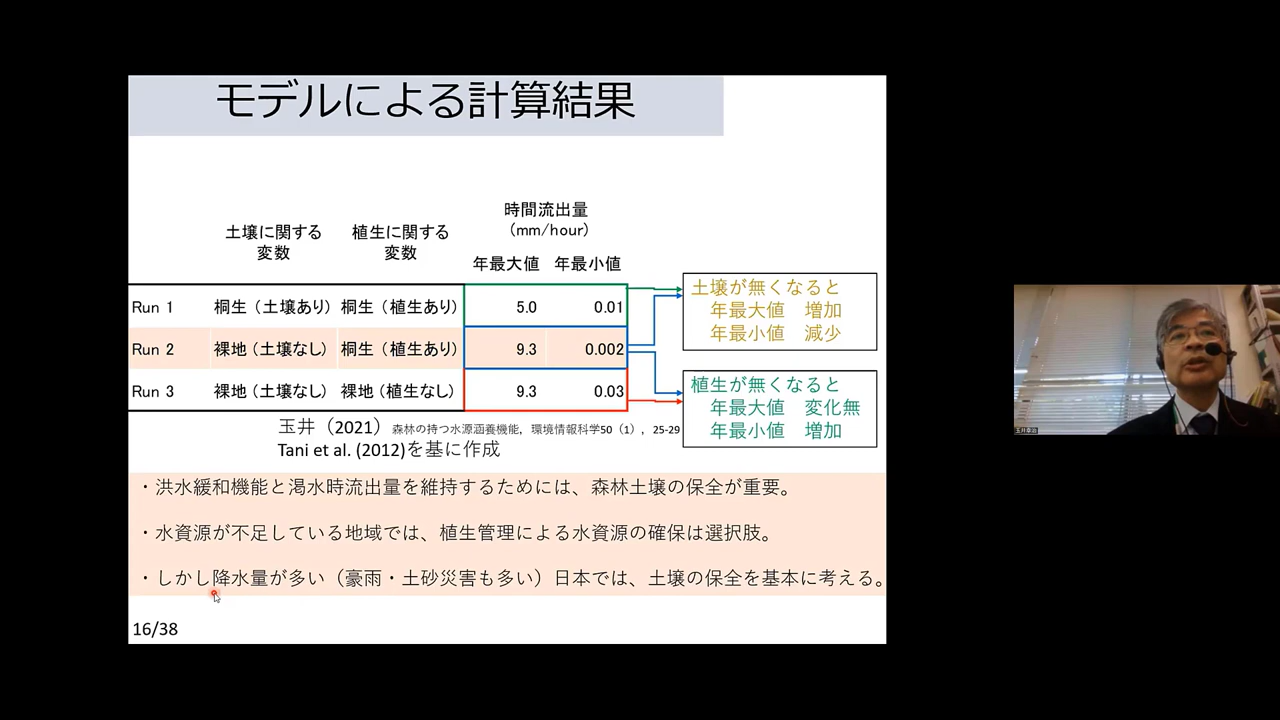 モデルによる計算結果
時間流出量
（mm/hour）
土壌に関する
変数
植生に関する
変数
年最大値 年最小値
Run 1 桐生（土壌あり） 桐生（植生あり） 5.0 0.01
Run 2 裸地（土壌なし） 桐生（植生あり） 9.3 0.002
Run 3 裸地（土壌なし） 裸地（植生なし） 9.3 0.03
土壌が無くなると
年最大値 増加
年最小値 減少
植生が無くなると
年最大値 変化無
年最小値 増加
玉井（2021）森林の持つ水源涵養機能，環境情報科学50（1），25-29
Tani et al. (2012)を基に作成
・洪水緩和機能と渇水時流出量を維持するためには、森林土壌の保全が重要。
・水資源が不足している地域では、植生管理による水資源の確保は選択肢。
・しかし降水量が多い（豪雨・土砂災害も多い）日本では、土壌の保全を基本に考える。
16/38